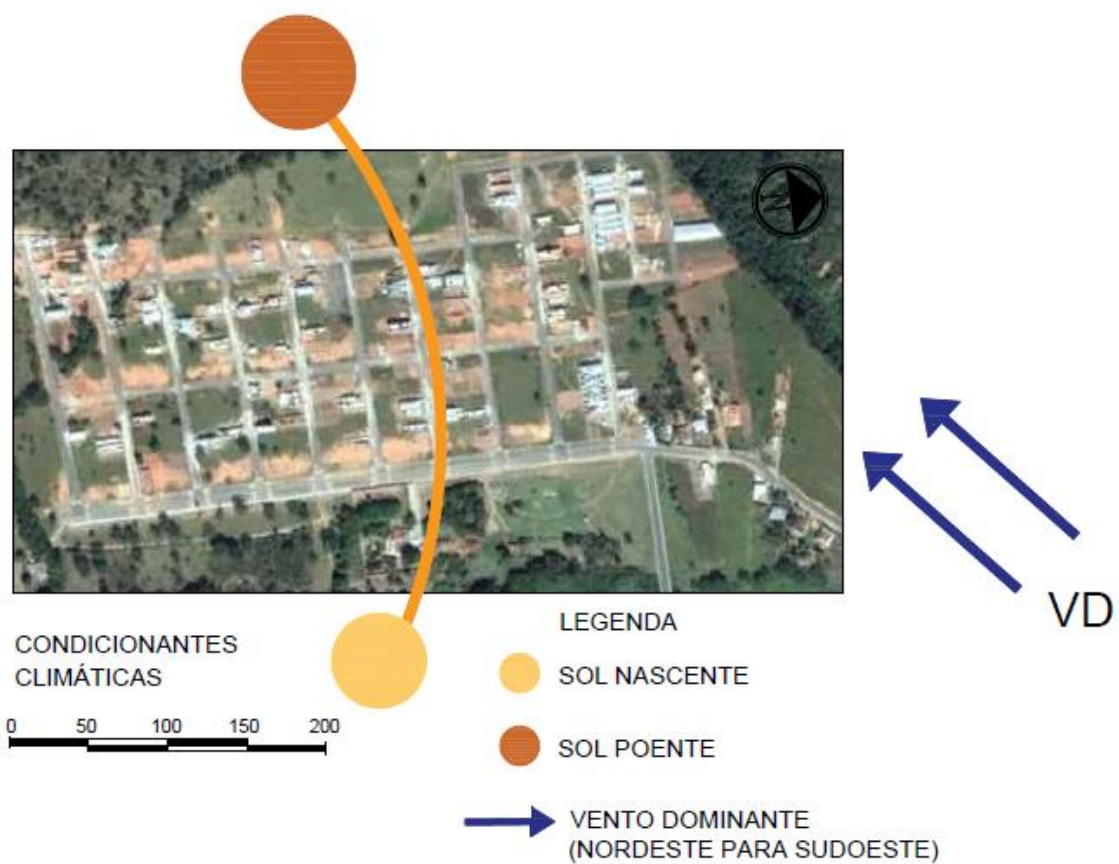 N
VD
CONDICIONANTES
CLIMÁTICAS
0 50 100 150 200
LEGENDA
SOL NASCENTE
SOL POENTE
VENTO DOMINANTE
(NORDESTE PARA SUDOESTE)